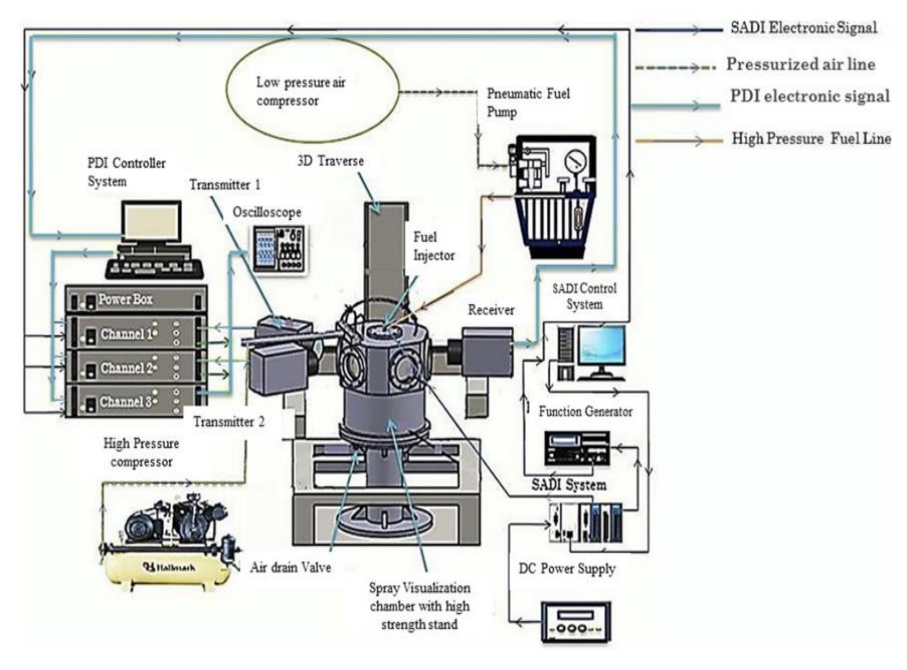 SADI Electronic Signal
Pressurized air line
PDI electronic signal
High Pressure Fuel Line
Low pressure air
compressor
Pneumatic Fuel
Pump
3D Traverse
PDI Controller
System
Transmitter 1
Oscilloscope
Fuel
Injector
Power Box
Channel 1
Channel 2
Channel 3
Receiver
SADI Control
System
Transmitter 2
Function Generator
High Pressure
compressor
SADI System
Hallmark
Air drain Valve
DC Power Supply
Spray Visualization
chamber with high
strength stand